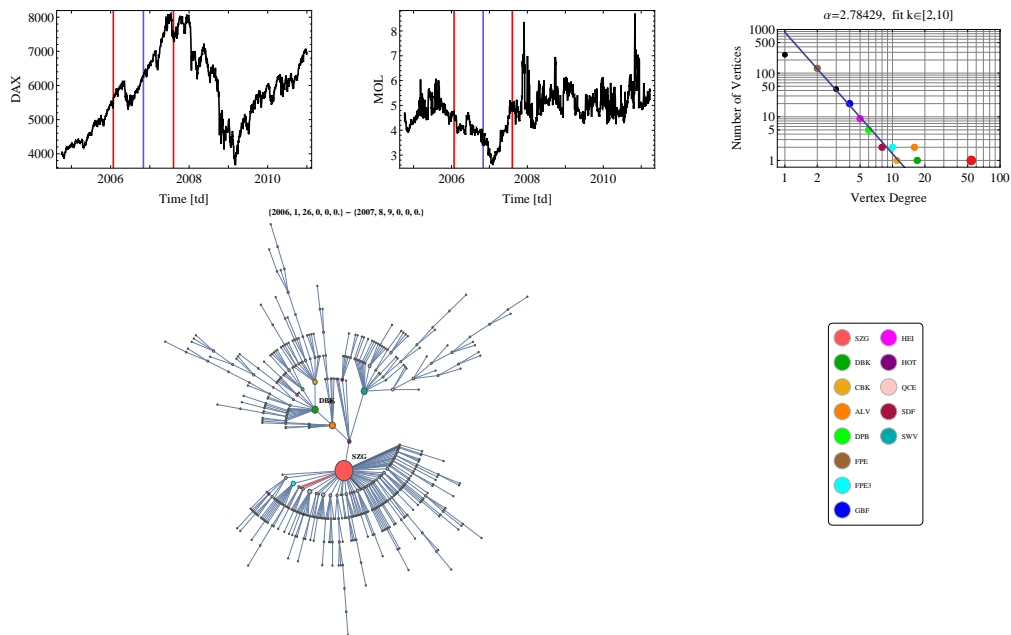 α=2.78429, fit k∈[2,10]
8000
7000
6000
5000
4000
DAX
2006
2008
2010
Time [td]
8
7
6
5
4
3
MOL
2006
2008
2010
Time [td]
1000
500
100
50
10
5
1
Number of Vertices
1
2
5
10
20
50
100
Vertex Degree
{2006, 1, 26, 0, 0, 0.} − {2007, 8, 9, 0, 0, 0.}
DBK
SZG
SZG HEI
DBK HOT
CBK QCE
ALV SDF
DPB SWV
FPE
FPE3
GBF